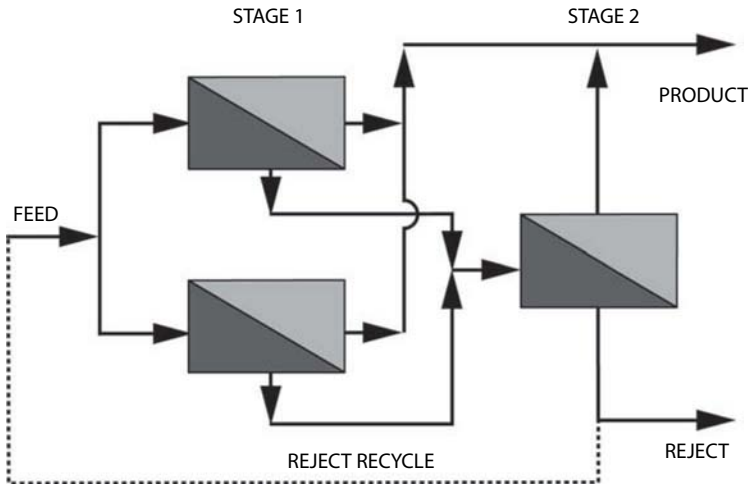 STAGE 1
STAGE 2
PRODUCT
FEED
REJECT
REJECT RECYCLE